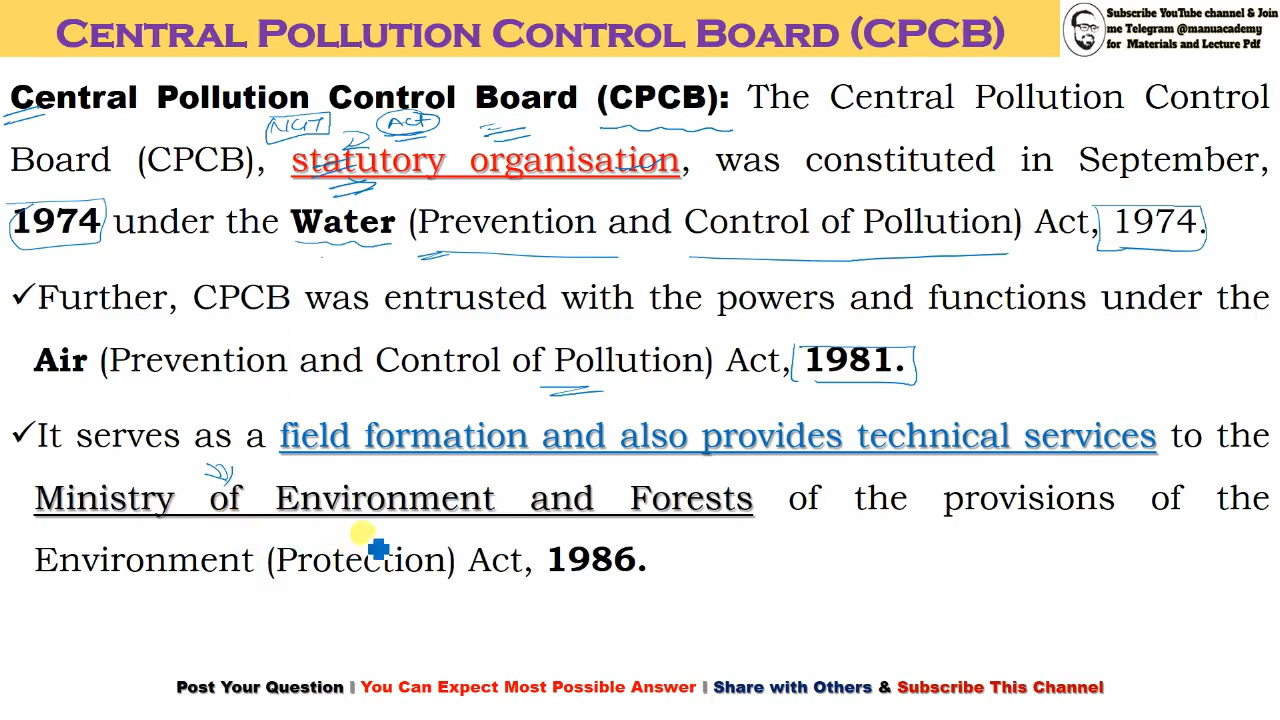 CENTRAL POLLUTION CONTROL BOARD (CPCB)
Subscribe YouTube channel & Join
me Telegram @manuacademy
for Materials and Lecture Pdf
Central Pollution Control Board (CPCB): The Central Pollution Control
NGT ACT
Board (CPCB), statutory organisation, was constituted in September,
1974 under the Water (Prevention and Control of Pollution) Act, 1974.
✓Further, CPCB was entrusted with the powers and functions under the
Air (Prevention and Control of Pollution) Act, 1981.
✓It serves as a field formation and also provides technical services to the
Ministry of Environment and Forests of the provisions of the
Environment (Protection) Act, 1986.
Post Your Question | You Can Expect Most Possible Answer | Share with Others & Subscribe This Channel